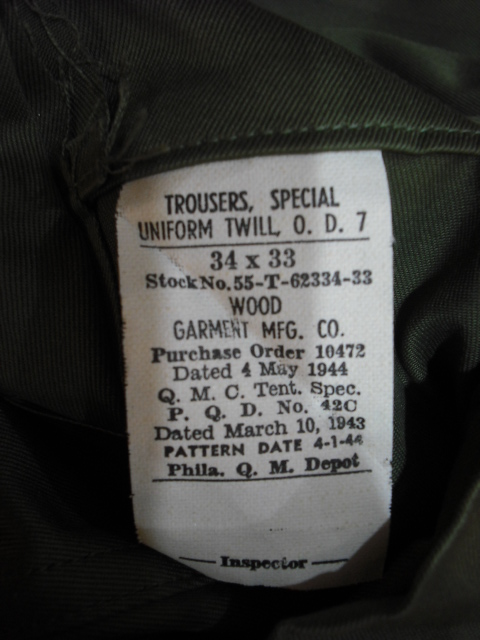 TROUSERS, SPECIAL
UNIFORM TWILL, O. D. 7
34 x 33
Stock No. 55-T-62334-33
WOOD
GARMENT MFG. CO.
Purchase Order 10472
Dated 4 May 1944
Q. M. C. Tent. Spec.
P. Q. D. No. 42C
Dated March 10, 1943
PATTERN DATE 4-1-44
Phila. Q. M. Depot
Inspector